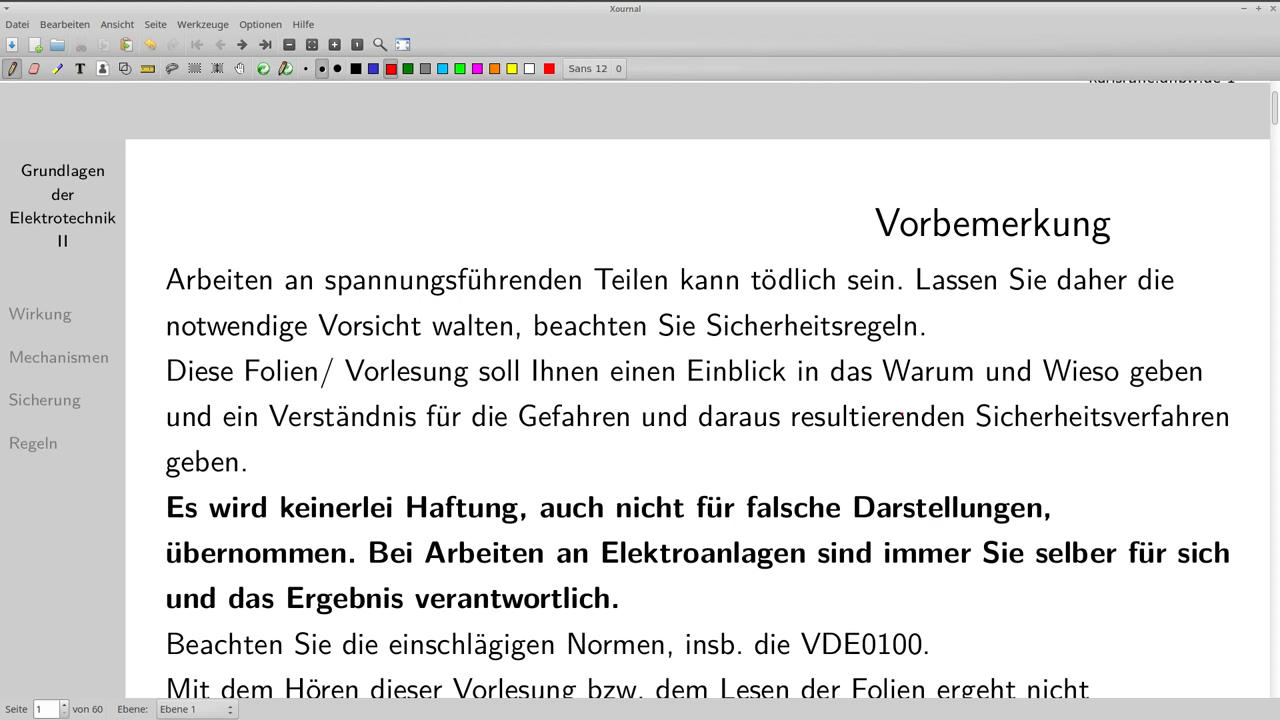 Xournal
Datei Bearbeiten Ansicht Seite Werkzeuge Optionen Hilfe
Sans 12 0
Grundlagen
der
Elektrotechnik
II
Wirkung
Mechanismen
Sicherung
Regeln
Vorbemerkung
Arbeiten an spannungsführenden Teilen kann tödlich sein. Lassen Sie daher die
notwendige Vorsicht walten, beachten Sie Sicherheitsregeln.
Diese Folien/ Vorlesung soll Ihnen einen Einblick in das Warum und Wieso geben
und ein Verständnis für die Gefahren und daraus resultierenden Sicherheitsverfahren
geben.
Es wird keinerlei Haftung, auch nicht für falsche Darstellungen,
übernommen. Bei Arbeiten an Elektroanlagen sind immer Sie selber für sich
und das Ergebnis verantwortlich.
Beachten Sie die einschlägigen Normen, insb. die VDE0100.
Mit dem Hören dieser Vorlesung bzw. dem Lesen der Folien ergeht nicht
Seite 1 von 60 Ebene: Ebene 1